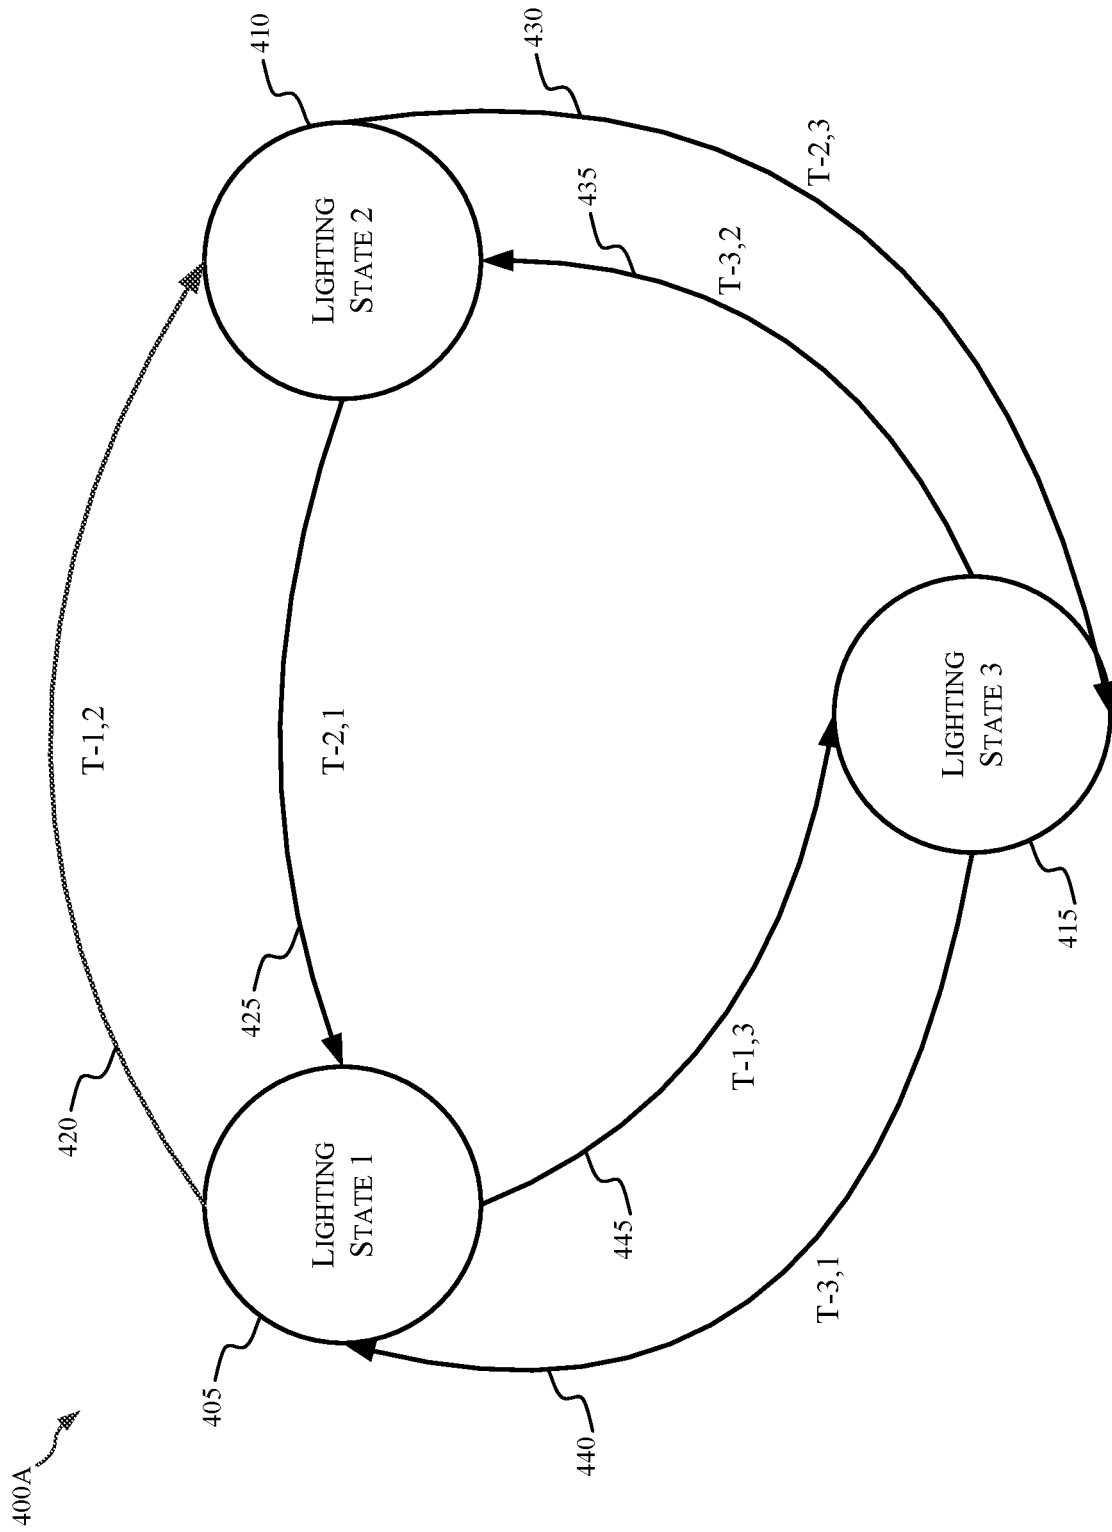 400A
420
T-1,2
405
425
410
LIGHTING
STATE 1
T-2,1
LIGHTING
STATE 2
430
440
435
445
T-3,2
T-1,3
T-2,3
T-3,1
LIGHTING
STATE 3
415